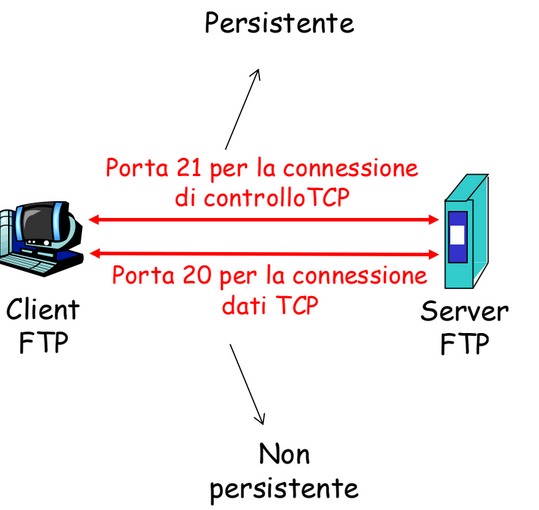 Persistente
Porta 21 per la connessione
di controlloTCP
Porta 20 per la connessione
dati TCP
Client
FTP
Server
FTP
Non
persistente